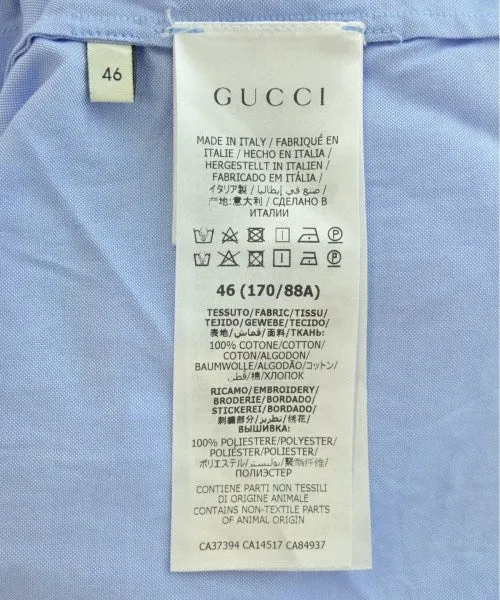 46
GUCCI
MADE IN ITALY / FABRIQUÉ EN
ITALIE / HECHO EN ITALIA /
HERGESTELLT IN ITALIEN /
FABRICADO EM ITÁLIA /
イタリア製 / صنع في إيطاليا /
产地:意大利 / СДЕЛАНО В
ИТАЛИИ
46 (170/88A)
TESSUTO/FABRIC/TISSU/
TEJIDO/GEWEBE/TECIDO/
表地/قماش/面料/ТКАНЬ:
100% COTONE/COTTON/
COTON/ALGODON/
BAUMWOLLE/ALGODÃO/コットン/
قطن/棉/ХЛОПОК
RICAMO/EMBROIDERY/
BRODERIE/BORDADO/
STICKEREI/BORDADO/
刺繍部分/تطريز/绣花/
ВЫШИВКА:
100% POLIESTERE/POLYESTER/
POLIÉSTER/POLYESTER/
ポリエステル/بوليستر/聚酯纤维/
ПОЛИЭСТЕР
CONTIENE PARTI NON TESSILI
DI ORIGINE ANIMALE
CONTAINS NON-TEXTILE PARTS
OF ANIMAL ORIGIN
CA37394 CA14517 CA84937